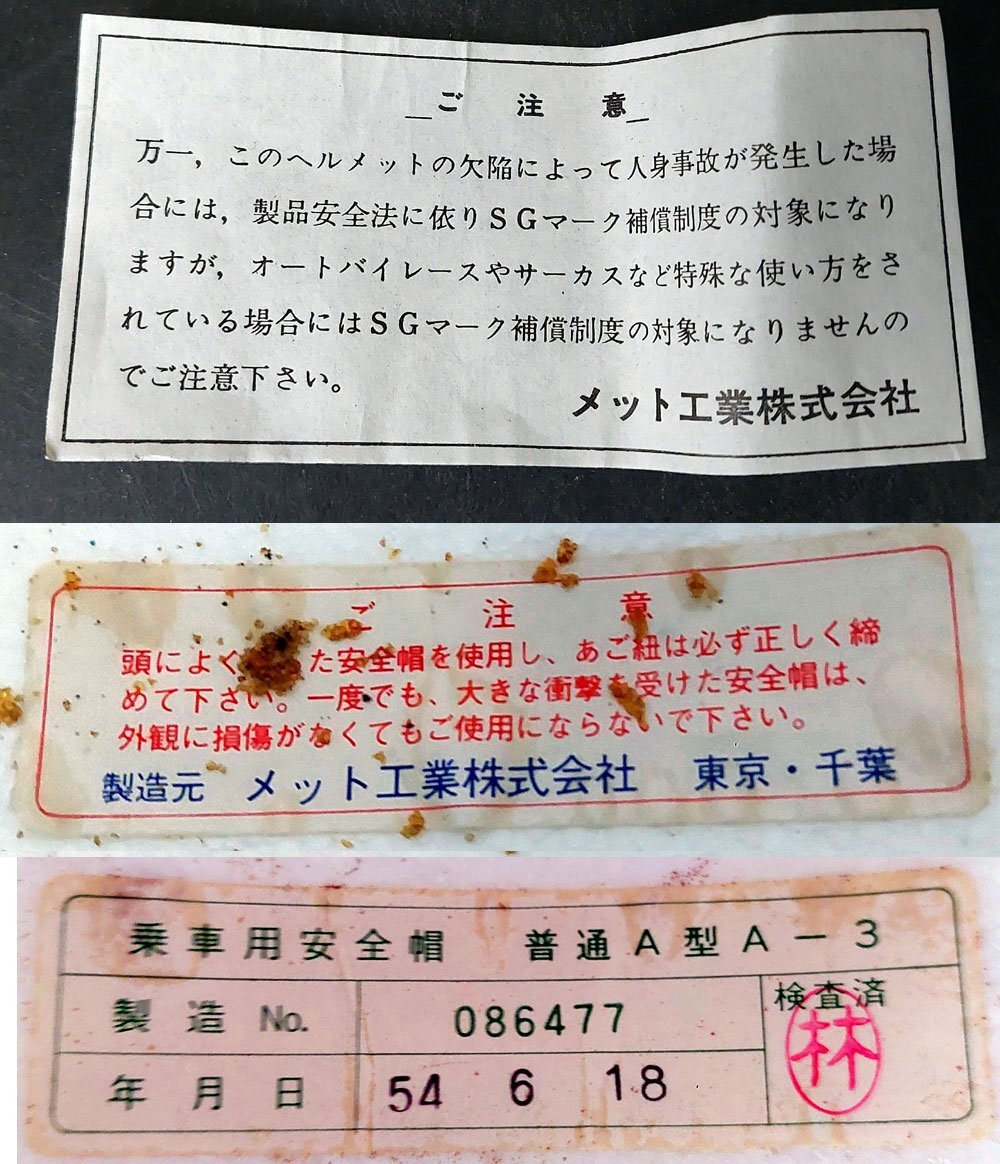 ご注意
万一，このヘルメットの欠陥によって人身事故が発生した場
合には，製品安全法に依りＳＧマーク補償制度の対象になり
ますが，オートバイレースやサーカスなど特殊な使い方をさ
れている場合にはＳＧマーク補償制度の対象になりませんの
でご注意下さい。
メット工業株式会社
ご注意
頭によく た安全帽を使用し、あご紐は必ず正しく締
めて下さい。一度でも、大きな衝撃を受けた安全帽は、
外観に損傷がなくてもご使用にならないで下さい。
製造元 メット工業株式会社 東京・千葉
乗車用安全帽 普通A型A－3
製造No. 086477
検査済
林
年月日 54 6 18